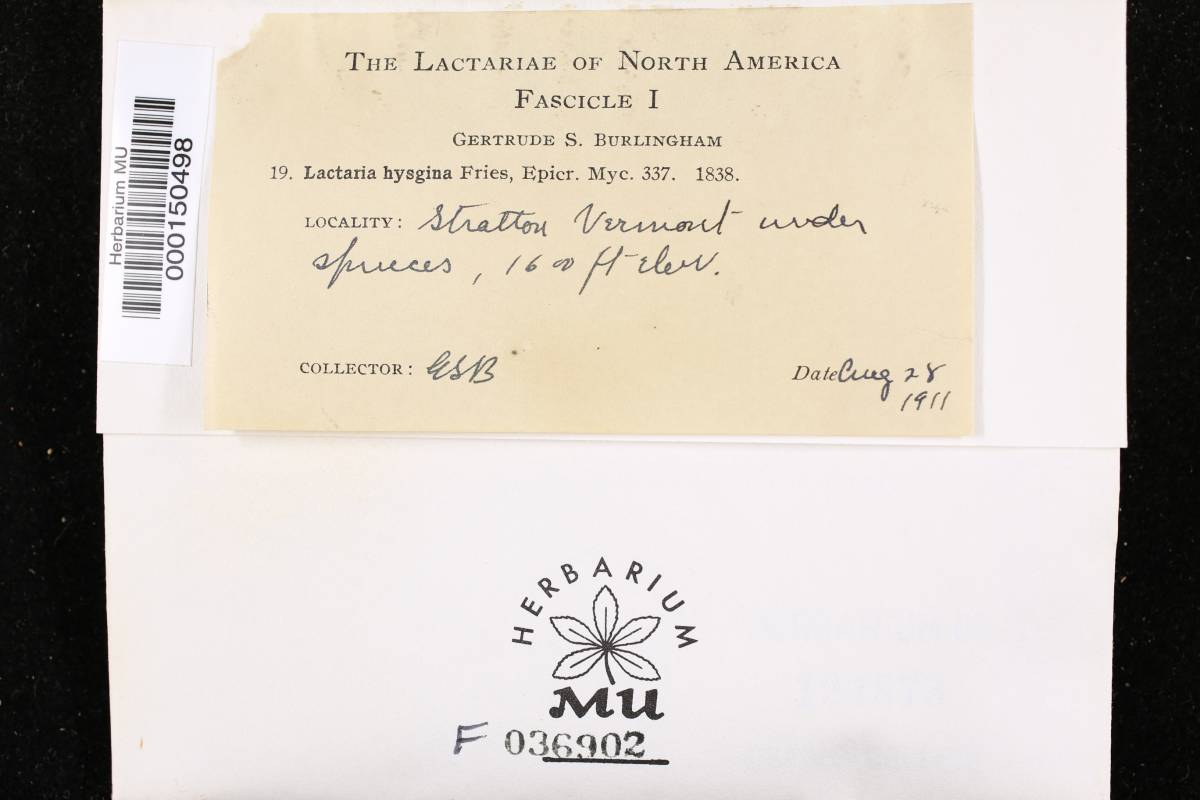 THE LACTARIAE OF NORTH AMERICA
FASCICLE I
GERTRUDE S. BURLINGHAM
19. Lactaria hysgina Fries, Epicr. Myc. 337. 1838.
LOCALITY: Stratton Vermont under
spruces, 1600 ft elev.
COLLECTOR: GSB
Date Aug 28
1911
Herbarium MU
000150498
HERBARIUM
MU
F 036902